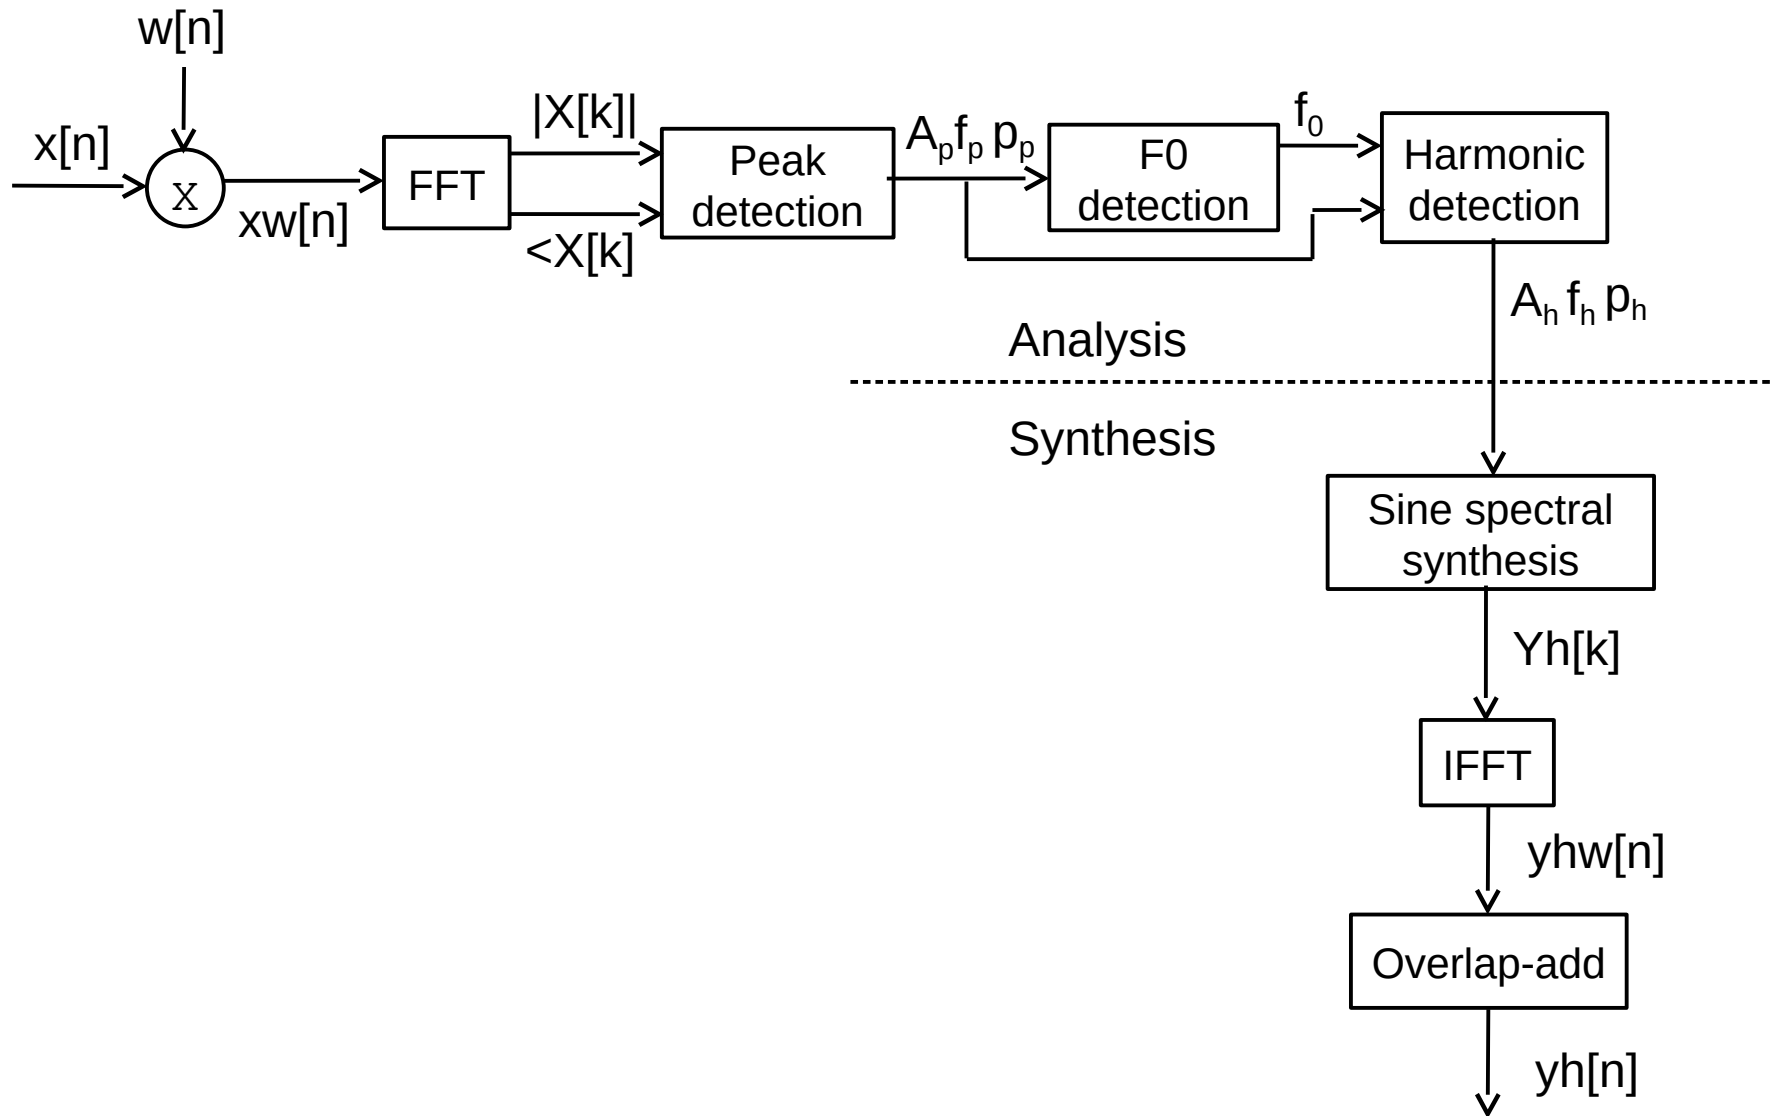 w[n]
x[n]
X
xw[n]
FFT
|X[k]|
<X[k]
Peak
detection
Apfp pp
F0
detection
f0
Harmonic
detection
Ah fh ph
Analysis
Synthesis
Sine spectral
synthesis
Yh[k]
IFFT
yhw[n]
Overlap-add
yh[n]